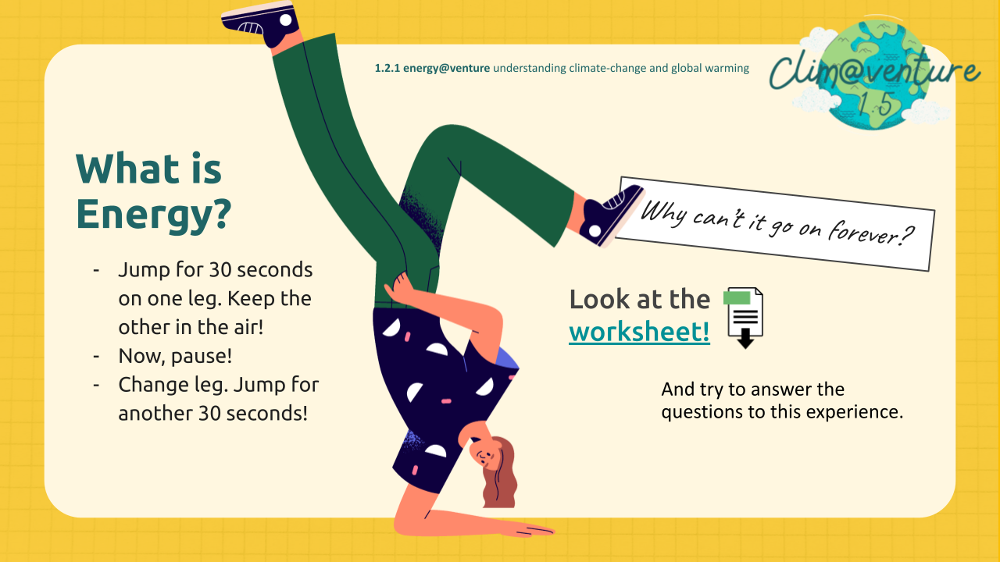 1.2.1 energy@venture understanding climate-change and global warming
Clim@venture
1.5
What is
Energy?
- Jump for 30 seconds
on one leg. Keep the
other in the air!
- Now, pause!
- Change leg. Jump for
another 30 seconds!
Why can't it go on forever?
Look at the
worksheet!
And try to answer the
questions to this experience.